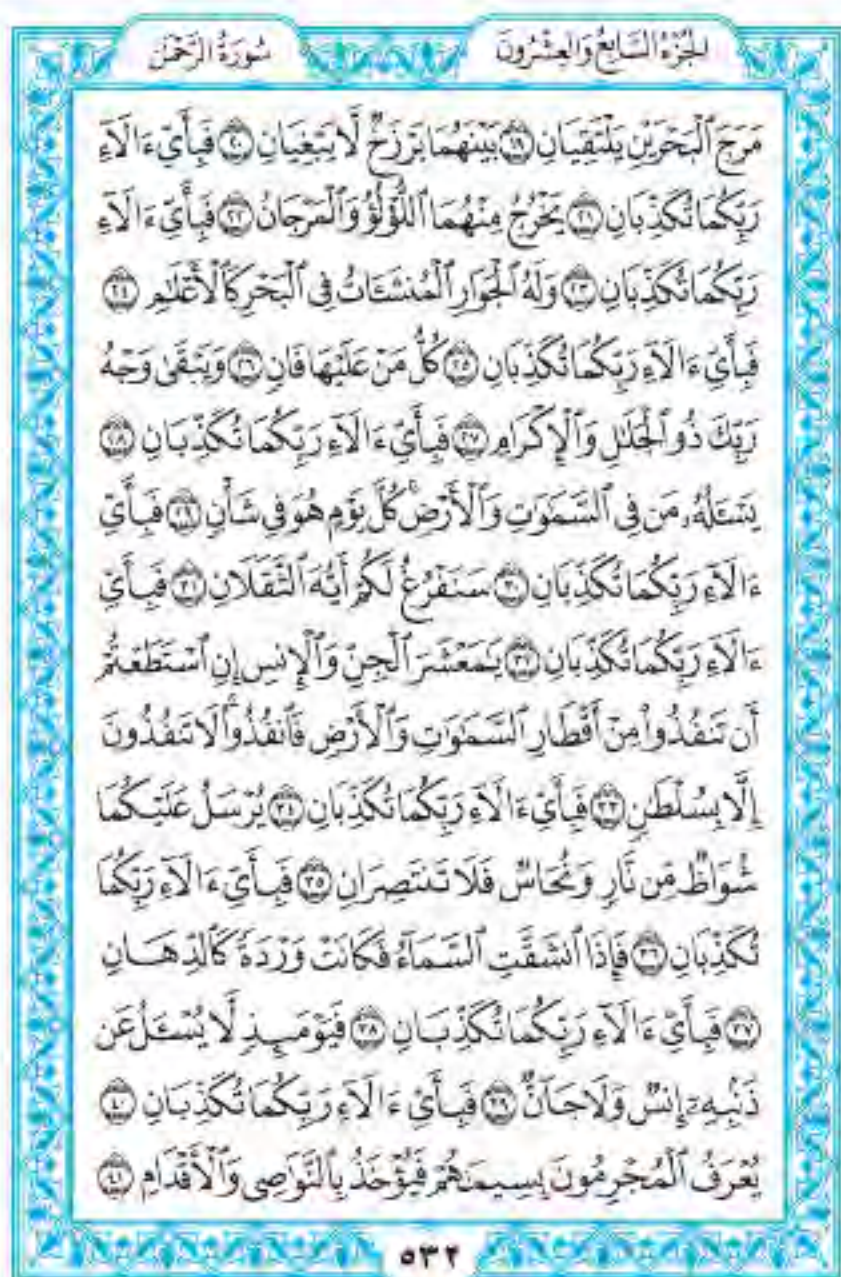 الجُزْءُ السَّابِعُ وَالعِشْرُونَ سُورَةُ الرَّحْمٰن
مَرَجَ ٱلْبَحْرَيْنِ يَلْتَقِيَانِ ١٩ بَيْنَهُمَا بَرْزَخٌ لَّا يَبْغِيَانِ ٢٠ فَبِأَيِّ ءَالَآءِ
رَبِّكُمَا تُكَذِّبَانِ ٢١ يَخْرُجُ مِنْهُمَا ٱللُّؤْلُؤُ وَٱلْمَرْجَانُ ٢٢ فَبِأَيِّ ءَالَآءِ
رَبِّكُمَا تُكَذِّبَانِ ٢٣ وَلَهُ ٱلْجَوَارِ ٱلْمُنشَـَٔاتُ فِى ٱلْبَحْرِ كَٱلْأَعْلَـٰمِ ٢٤
فَبِأَيِّ ءَالَآءِ رَبِّكُمَا تُكَذِّبَانِ ٢٥ كُلُّ مَنْ عَلَيْهَا فَانٍ ٢٦ وَيَبْقَىٰ وَجْهُ
رَبِّكَ ذُو ٱلْجَلَـٰلِ وَٱلْإِكْرَامِ ٢٧ فَبِأَيِّ ءَالَآءِ رَبِّكُمَا تُكَذِّبَانِ ٢٨
يَسْـَٔلُهُۥ مَن فِى ٱلسَّمَـٰوَٰتِ وَٱلْأَرْضِ ۚ كُلَّ يَوْمٍ هُوَ فِى شَأْنٍ ٢٩ فَبِأَيِّ
ءَالَآءِ رَبِّكُمَا تُكَذِّبَانِ ٣٠ سَنَفْرُغُ لَكُمْ أَيُّهَ ٱلثَّقَلَانِ ٣١ فَبِأَيِّ
ءَالَآءِ رَبِّكُمَا تُكَذِّبَانِ ٣٢ يَـٰمَعْشَرَ ٱلْجِنِّ وَٱلْإِنسِ إِنِ ٱسْتَطَعْتُمْ
أَن تَنفُذُوا۟ مِنْ أَقْطَارِ ٱلسَّمَـٰوَٰتِ وَٱلْأَرْضِ فَٱنفُذُوا۟ ۚ لَا تَنفُذُونَ
إِلَّا بِسُلْطَـٰنٍ ٣٣ فَبِأَيِّ ءَالَآءِ رَبِّكُمَا تُكَذِّبَانِ ٣٤ يُرْسَلُ عَلَيْكُمَا
شُوَاظٌ مِّن نَّارٍ وَنُحَاسٌ فَلَا تَنتَصِرَانِ ٣٥ فَبِأَيِّ ءَالَآءِ رَبِّكُمَا
تُكَذِّبَانِ ٣٦ فَإِذَا ٱنشَقَّتِ ٱلسَّمَآءُ فَكَانَتْ وَرْدَةً كَٱلدِّهَانِ
٣٧ فَبِأَيِّ ءَالَآءِ رَبِّكُمَا تُكَذِّبَانِ ٣٨ فَيَوْمَئِذٍ لَّا يُسْـَٔلُ عَن
ذَنۢبِهِۦٓ إِنسٌ وَلَا جَآنٌّ ٣٩ فَبِأَيِّ ءَالَآءِ رَبِّكُمَا تُكَذِّبَانِ ٤٠
يُعْرَفُ ٱلْمُجْرِمُونَ بِسِيمَـٰهُمْ فَيُؤْخَذُ بِٱلنَّوَٰصِى وَٱلْأَقْدَامِ ٤١
٥٣٢